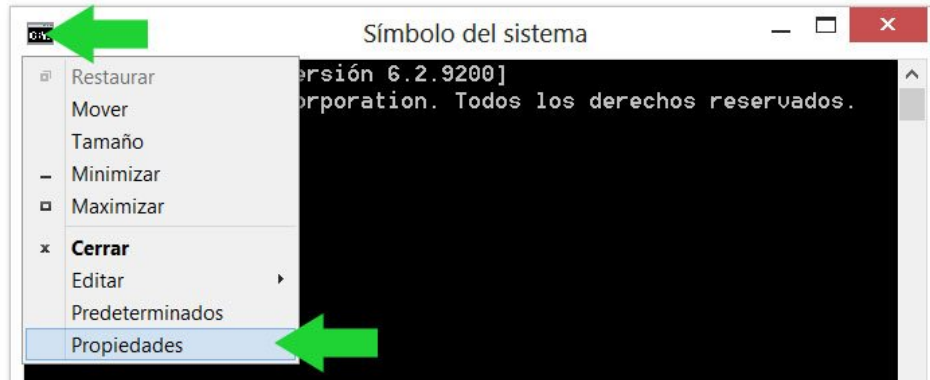 Símbolo del sistema
ersión 6.2.9200]
orporation. Todos los derechos reservados.
Restaurar
Mover
Tamaño
Minimizar
Maximizar
Cerrar
Editar
Predeterminados
Propiedades